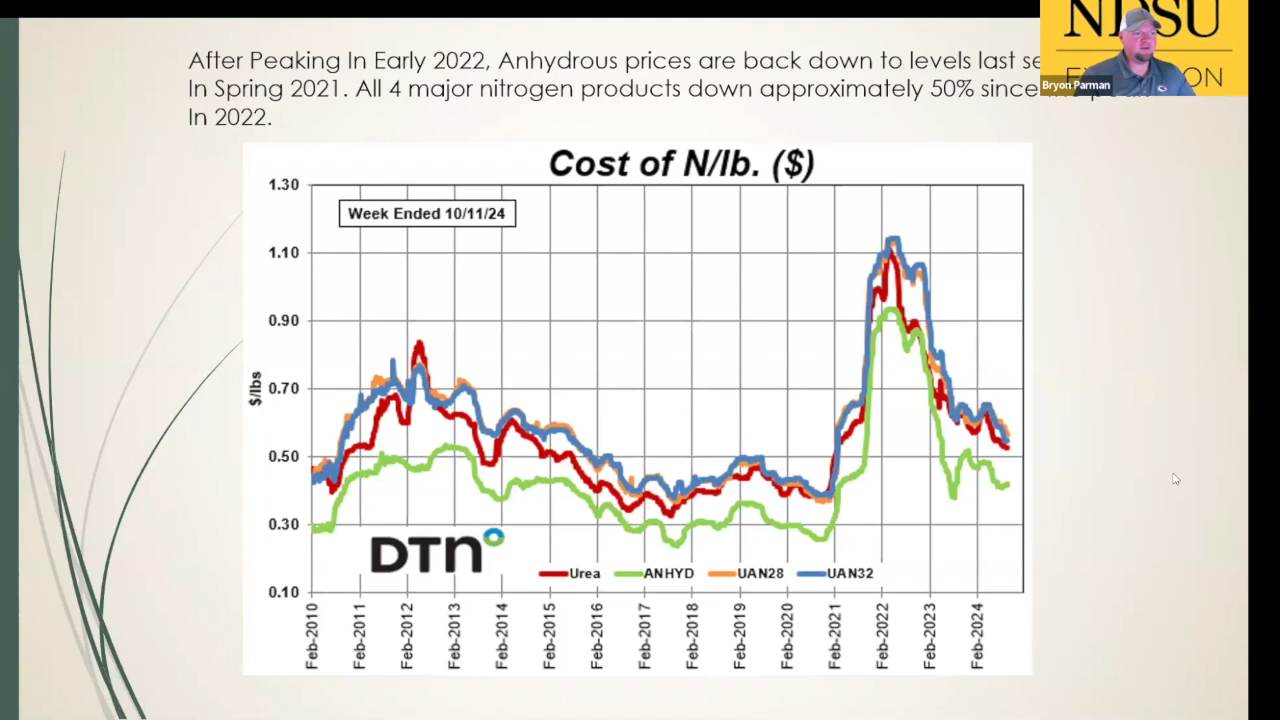 NDSU
After Peaking In Early 2022, Anhydrous prices are back down to levels last
In Spring 2021. All 4 major nitrogen products down approximately 50% since
In 2022.
Bryon Parman
Cost of N/lb. ($)
Week Ended 10/11/24
$/lbs
1.30
1.10
0.90
0.70
0.50
0.30
0.10
DTN
Urea ANHYD UAN28 UAN32
Feb-2010 Feb-2011 Feb-2012 Feb-2013 Feb-2014 Feb-2015 Feb-2016 Feb-2017 Feb-2018 Feb-2019 Feb-2020 Feb-2021 Feb-2022 Feb-2023 Feb-2024